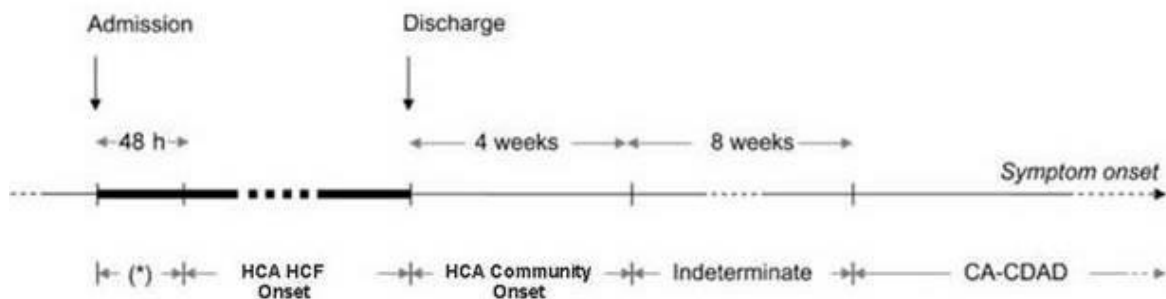 Admission
Discharge
48 h
4 weeks
8 weeks
Symptom onset
(*)
HCA HCF
Onset
HCA Community
Onset
Indeterminate
CA-CDAD